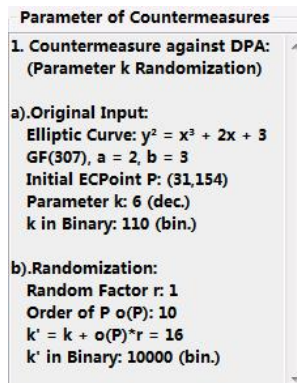 Parameter of Countermeasures
1. Countermeasure against DPA:
(Parameter k Randomization)
a).Original Input:
Elliptic Curve: y² = x³ + 2x + 3
GF(307), a = 2, b = 3
Initial ECPoint P: (31,154)
Parameter k: 6 (dec.)
k in Binary: 110 (bin.)
b).Randomization:
Random Factor r: 1
Order of P o(P): 10
k' = k + o(P)*r = 16
k' in Binary: 10000 (bin.)